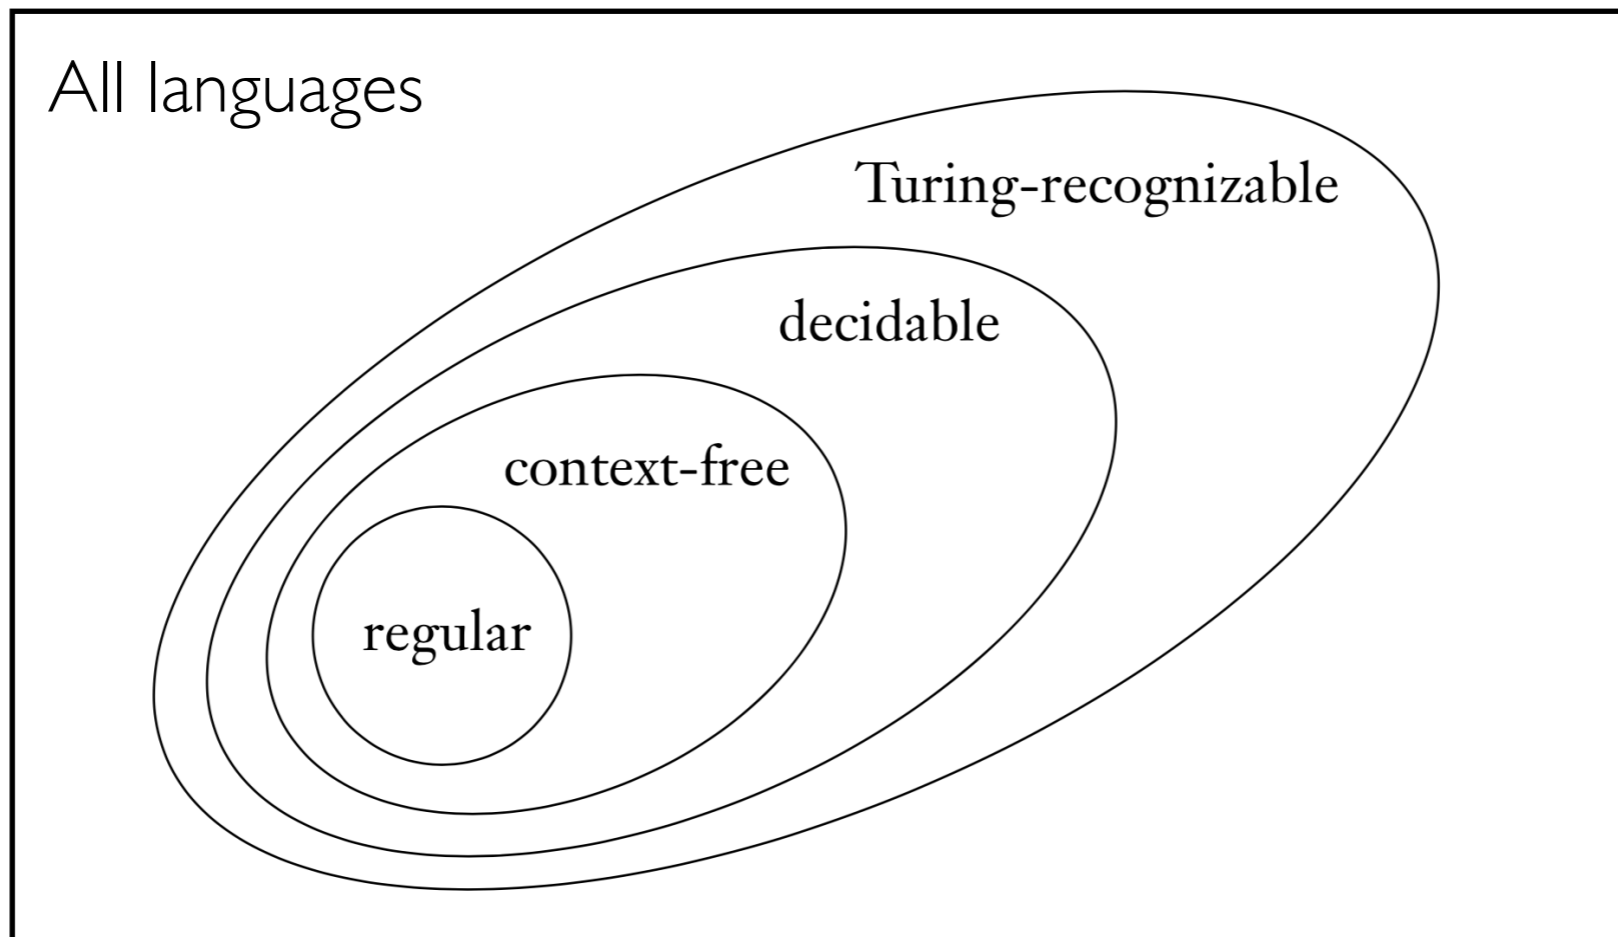 All languages
Turing-recognizable
decidable
context-free
regular